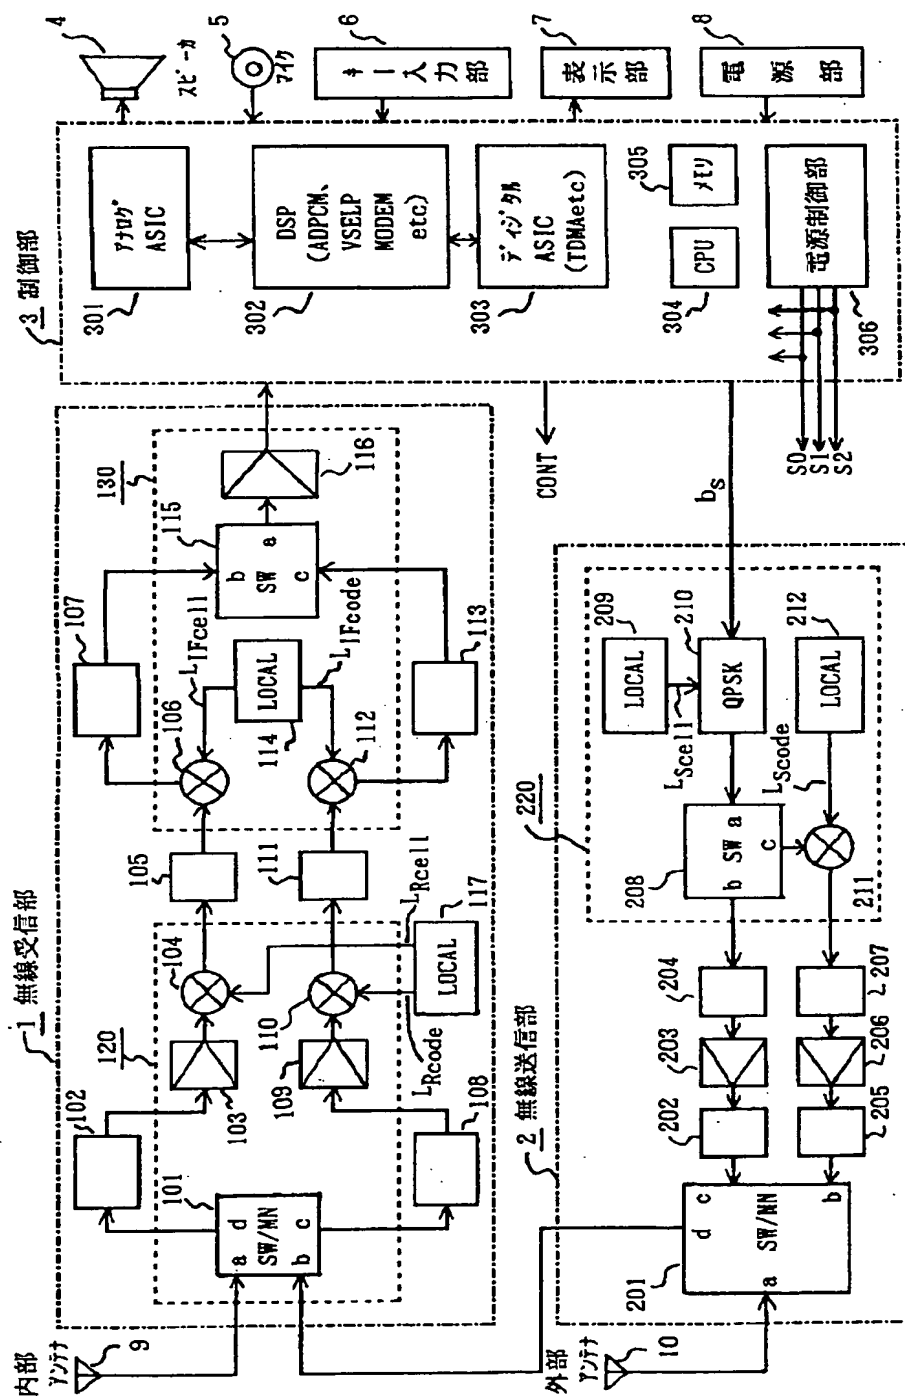 4
スピーカ
5
マイク
6
キー入力部
7
表示部
8
電源部
3 制御部
301
アナログ
ASIC
302
DSP
(ADPCM、
VSELP
MODEM
etc)
303
ディジタル
ASIC
(TDMAetc)
304
CPU
305
メモリ
306
電源制御部
S0
S1
S2
CONT
bs
1 無線受信部
130
116
115
b
SW
a
c
107
113
LIFcell
LIFcode
LOCAL
114
106
112
105
111
120
104
110
LRcell
LRcode
117
LOCAL
103
109
102
108
101
d
SW/MN
a
b
c
内部
アンテナ
9
2 無線送信部
220
209
LOCAL
210
QPSK
212
LOCAL
LScell
LScode
208
SW
a
b
c
211
204
207
203
206
202
205
201
d
c
SW/MN
a
b
外部
アンテナ
10